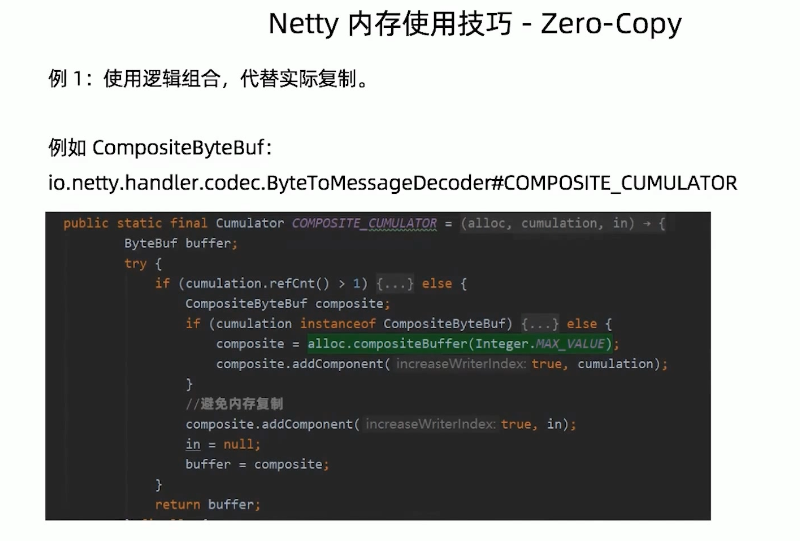 Netty 内存使用技巧 - Zero-Copy
例 1：使用逻辑组合，代替实际复制。
例如 CompositeByteBuf：
io.netty.handler.codec.ByteToMessageDecoder#COMPOSITE_CUMULATOR
public static final Cumulator COMPOSITE_CUMULATOR = (alloc, cumulation, in) → {
ByteBuf buffer;
try {
if (cumulation.refCnt() > 1) {...} else {
CompositeByteBuf composite;
if (cumulation instanceof CompositeByteBuf) {...} else {
composite = alloc.compositeBuffer(Integer.MAX_VALUE);
composite.addComponent( increaseWriterIndex: true, cumulation);
}
//避免内存复制
composite.addComponent( increaseWriterIndex: true, in);
in = null;
buffer = composite;
}
return buffer;